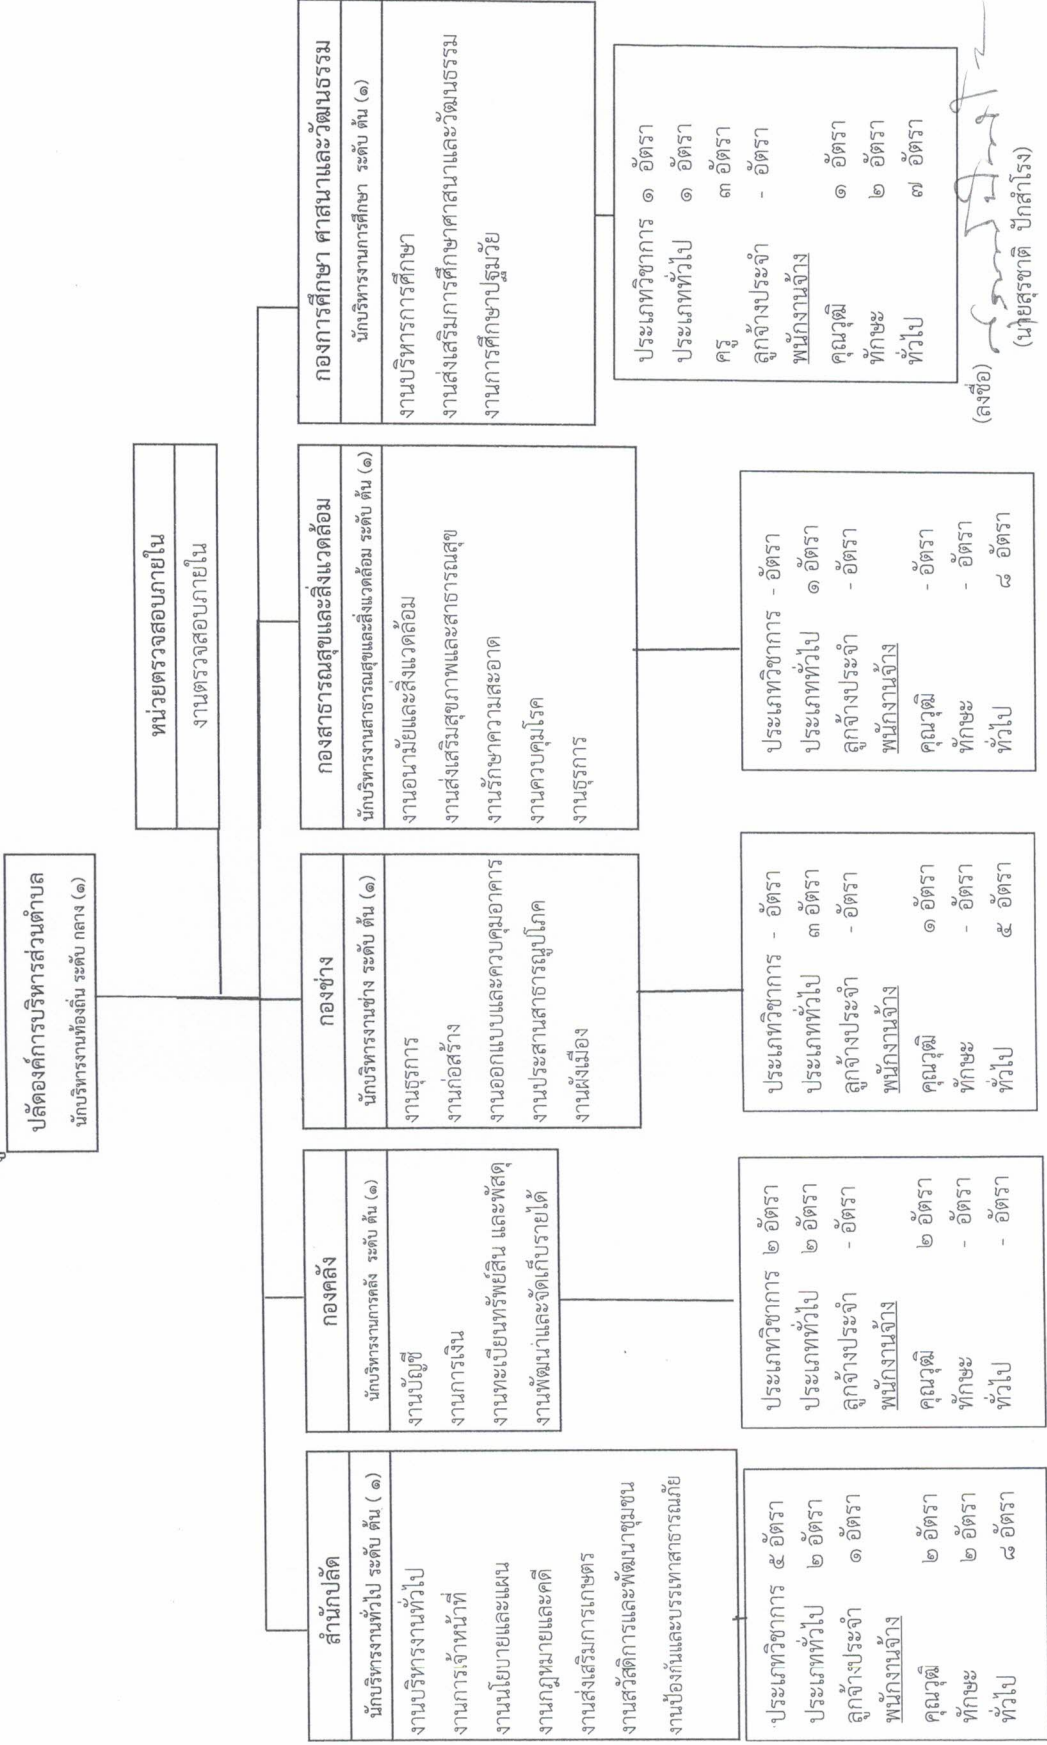 ปลัดองค์การบริหารส่วนตำบล
นักบริหารงานท้องถิ่น ระดับ กลาง (๑)
หน่วยตรวจสอบภายใน
งานตรวจสอบภายใน
สำนักปลัด
นักบริหารงานทั่วไป ระดับ ต้น ( ๑)
งานบริหารงานทั่วไป
งานการเจ้าหน้าที่
งานนโยบายและแผน
งานกฎหมายและคดี
งานส่งเสริมการเกษตร
งานสวัสดิการและพัฒนาชุมชน
งานป้องกันและบรรเทาสาธารณภัย
ประเภทวิชาการ ๕ อัตรา
ประเภททั่วไป ๒ อัตรา
ลูกจ้างประจำ ๑ อัตรา
พนักงานจ้าง
คุณวุฒิ ๒ อัตรา
ทักษะ ๒ อัตรา
ทั่วไป ๘ อัตรา
กองคลัง
นักบริหารงานการคลัง ระดับ ต้น (๑)
งานบัญชี
งานการเงิน
งานทะเบียนทรัพย์สิน และพัสดุ
งานพัฒนาและจัดเก็บรายได้
ประเภทวิชาการ ๒ อัตรา
ประเภททั่วไป ๒ อัตรา
ลูกจ้างประจำ - อัตรา
พนักงานจ้าง
คุณวุฒิ ๒ อัตรา
ทักษะ - อัตรา
ทั่วไป - อัตรา
กองช่าง
นักบริหารงานช่าง ระดับ ต้น (๑)
งานธุรการ
งานก่อสร้าง
งานออกแบบและควบคุมอาคาร
งานประสานสาธารณูปโภค
งานผังเมือง
ประเภทวิชาการ - อัตรา
ประเภททั่วไป ๓ อัตรา
ลูกจ้างประจำ - อัตรา
พนักงานจ้าง
คุณวุฒิ ๑ อัตรา
ทักษะ - อัตรา
ทั่วไป ๕ อัตรา
กองสาธารณสุขและสิ่งแวดล้อม
นักบริหารงานสาธารณสุขและสิ่งแวดล้อม ระดับ ต้น (๑)
งานอนามัยและสิ่งแวดล้อม
งานส่งเสริมสุขภาพและสาธารณสุข
งานรักษาความสะอาด
งานควบคุมโรค
งานธุรการ
ประเภทวิชาการ - อัตรา
ประเภททั่วไป ๑ อัตรา
ลูกจ้างประจำ - อัตรา
พนักงานจ้าง
คุณวุฒิ - อัตรา
ทักษะ - อัตรา
ทั่วไป ๘ อัตรา
กองการศึกษา ศาสนาและวัฒนธรรม
นักบริหารงานการศึกษา ระดับ ต้น (๑)
งานบริหารการศึกษา
งานส่งเสริมการศึกษาศาสนาและวัฒนธรรม
งานการศึกษาปฐมวัย
ประเภทวิชาการ ๑ อัตรา
ประเภททั่วไป ๑ อัตรา
ครู ๓ อัตรา
ลูกจ้างประจำ - อัตรา
พนักงานจ้าง
คุณวุฒิ ๑ อัตรา
ทักษะ ๒ อัตรา
ทั่วไป ๗ อัตรา
(ลงชื่อ)
(นายสุรชาติ ปักสำโรง)